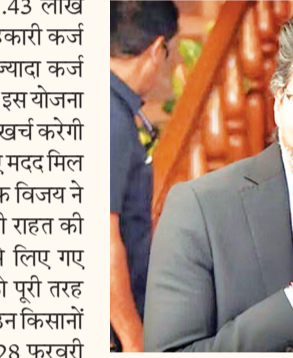 .43 लाख
कारी कर्ज
ज्यादा कर्ज
इस योजना
खर्च करेगी
मदद मिल
विजय ने
राहत की
लिए गए
पूरी तरह
किसानों
28 फरवरी